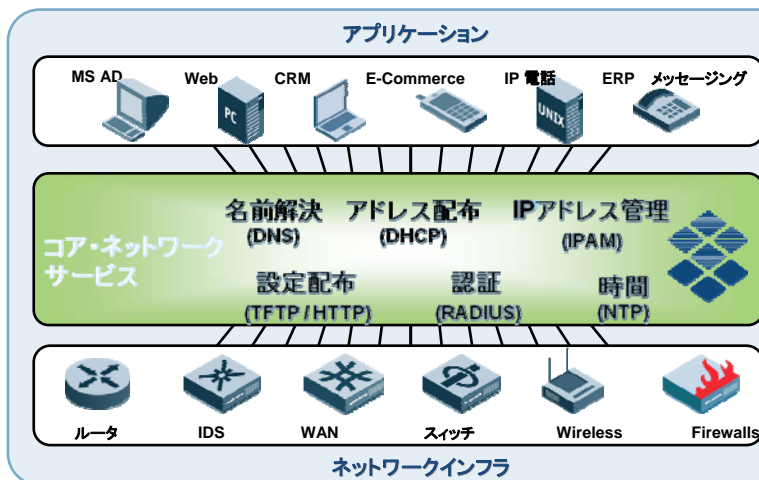 アプリケーション
MS AD Web CRM E-Commerce IP 電話 ERP メッセージング
PC UNIX
名前解決 アドレス配布 IPアドレス管理
(DNS) (DHCP) (IPAM)
コア・ネットワーク
サービス
設定配布 認証 時間
(TFTP / HTTP) (RADIUS) (NTP)
ルータ IDS WAN スィッチ Wireless Firewalls
ネットワークインフラ